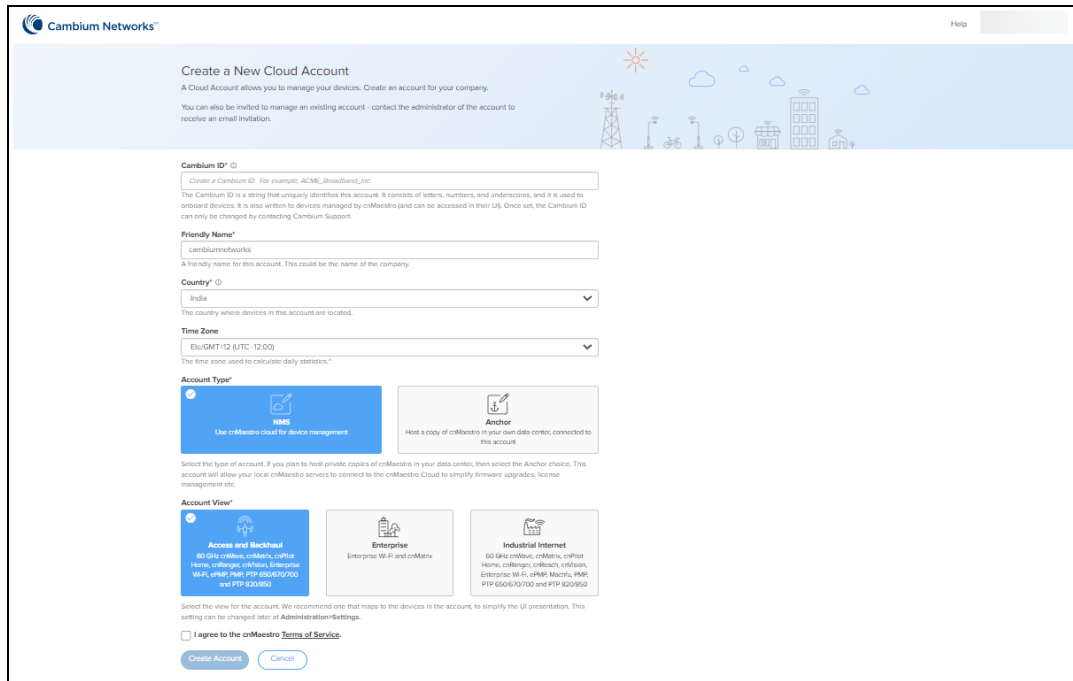 Cambium Networks™
Help
Create a New Cloud Account
A Cloud Account allows you to manage your devices. Create an account for your company.
You can also be invited to manage an existing account - contact the administrator of the account to
receive an email invitation.
Cambium ID*
Create a Cambium ID, For example, ACME_Broadband_Inc
The Cambium ID is a string that uniquely identifies this account. It consists of letters, numbers, and underscores, and it is used to
onboard devices. It is also written to devices managed by cnMaestro (and can be accessed in their UI). Once set, the Cambium ID
can only be changed by contacting Cambium Support.
Friendly Name*
cambiumnetworks
A friendly name for this account. This could be the name of the company.
Country*
India
The country where devices in this account are located.
Time Zone
Etc/GMT+12 (UTC -12:00)
The time zone used to calculate daily statistics.*
Account Type*
NMS
Use cnMaestro cloud for device management
Anchor
Host a copy of cnMaestro in your own data center, connected to
this account
Select the type of account. If you plan to host private copies of cnMaestro in your data center, then select the Anchor choice. This
account will allow your local cnMaestro servers to connect to the cnMaestro Cloud to simplify firmware upgrades, license
management etc.
Account View*
Access and Backhaul
60 GHz cnWave, cnMatrix, cnPilot
Home, cnRanger, cnVision, Enterprise
Wi-Fi, ePMP, PMP, PTP 650/670/700
and PTP 820/850
Enterprise
Enterprise Wi-Fi and cnMatrix
Industrial Internet
60 GHz cnWave, cnMatrix, cnPilot
Home, cnRanger, cnReach, cnVision,
Enterprise Wi-Fi, ePMP, Machfu, PMP,
PTP 650/670/700 and PTP 820/850
Select the view for the account. We recommend one that maps to the devices in the account, to simplify the UI presentation. This
setting can be changed later at Administration>Settings.
I agree to the cnMaestro Terms of Service.
Create Account
Cancel